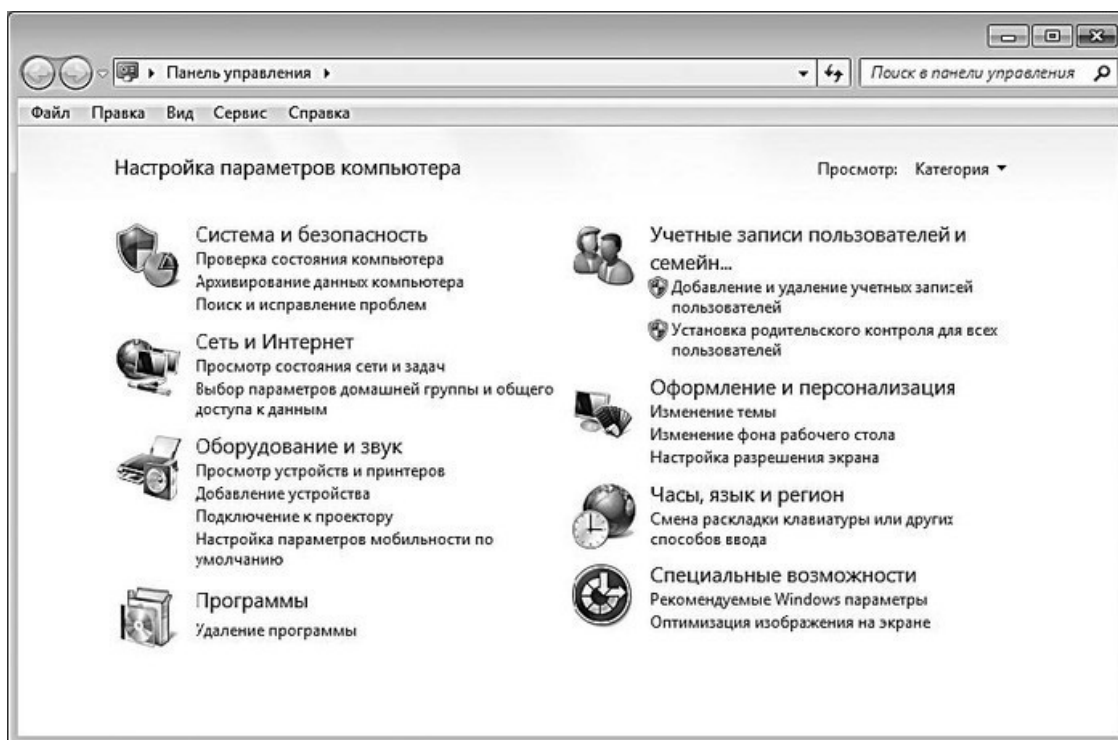 Панель управления
Поиск в панели управления
Файл Правка Вид Сервис Справка
Настройка параметров компьютера
Просмотр: Категория
Система и безопасность
Проверка состояния компьютера
Архивирование данных компьютера
Поиск и исправление проблем
Сеть и Интернет
Просмотр состояния сети и задач
Выбор параметров домашней группы и общего
доступа к данным
Оборудование и звук
Просмотр устройств и принтеров
Добавление устройства
Подключение к проектору
Настройка параметров мобильности по
умолчанию
Программы
Удаление программы
Учетные записи пользователей и
семейн...
Добавление и удаление учетных записей
пользователей
Установка родительского контроля для всех
пользователей
Оформление и персонализация
Изменение темы
Изменение фона рабочего стола
Настройка разрешения экрана
Часы, язык и регион
Смена раскладки клавиатуры или других
способов ввода
Специальные возможности
Рекомендуемые Windows параметры
Оптимизация изображения на экране